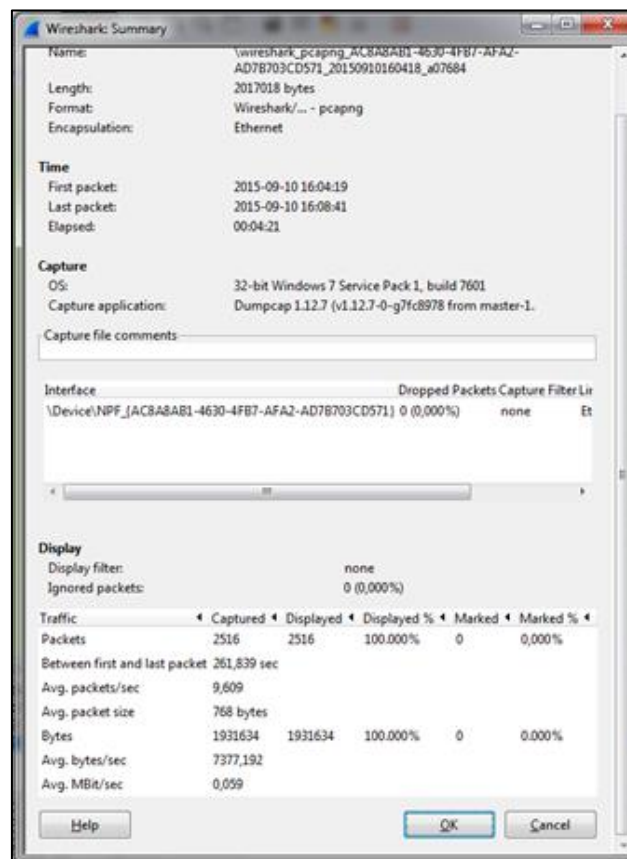 Wireshark: Summary
Name: \wireshark_pcapng_AC8A8AB1-4630-4FB7-AFA2-
AD7B703CD571_20150910160418_a07684
Length: 2017018 bytes
Format: Wireshark/... - pcapng
Encapsulation: Ethernet
Time
First packet: 2015-09-10 16:04:19
Last packet: 2015-09-10 16:08:41
Elapsed: 00:04:21
Capture
OS: 32-bit Windows 7 Service Pack 1, build 7601
Capture application: Dumpcap 1.12.7 (v1.12.7-0-g7fc8978 from master-1.
Capture file comments
Interface Dropped Packets Capture Filter Lir
\Device\NPF_{AC8A8AB1-4630-4FB7-AFA2-AD7B703CD571} 0 (0,000%) none Et
Display
Display filter: none
Ignored packets: 0 (0,000%)
Traffic Captured Displayed Displayed % Marked Marked %
Packets 2516 2516 100.000% 0 0,000%
Between first and last packet 261,839 sec
Avg. packets/sec 9,609
Avg. packet size 768 bytes
Bytes 1931634 1931634 100.000% 0 0.000%
Avg. bytes/sec 7377,192
Avg. MBit/sec 0,059
Help OK Cancel